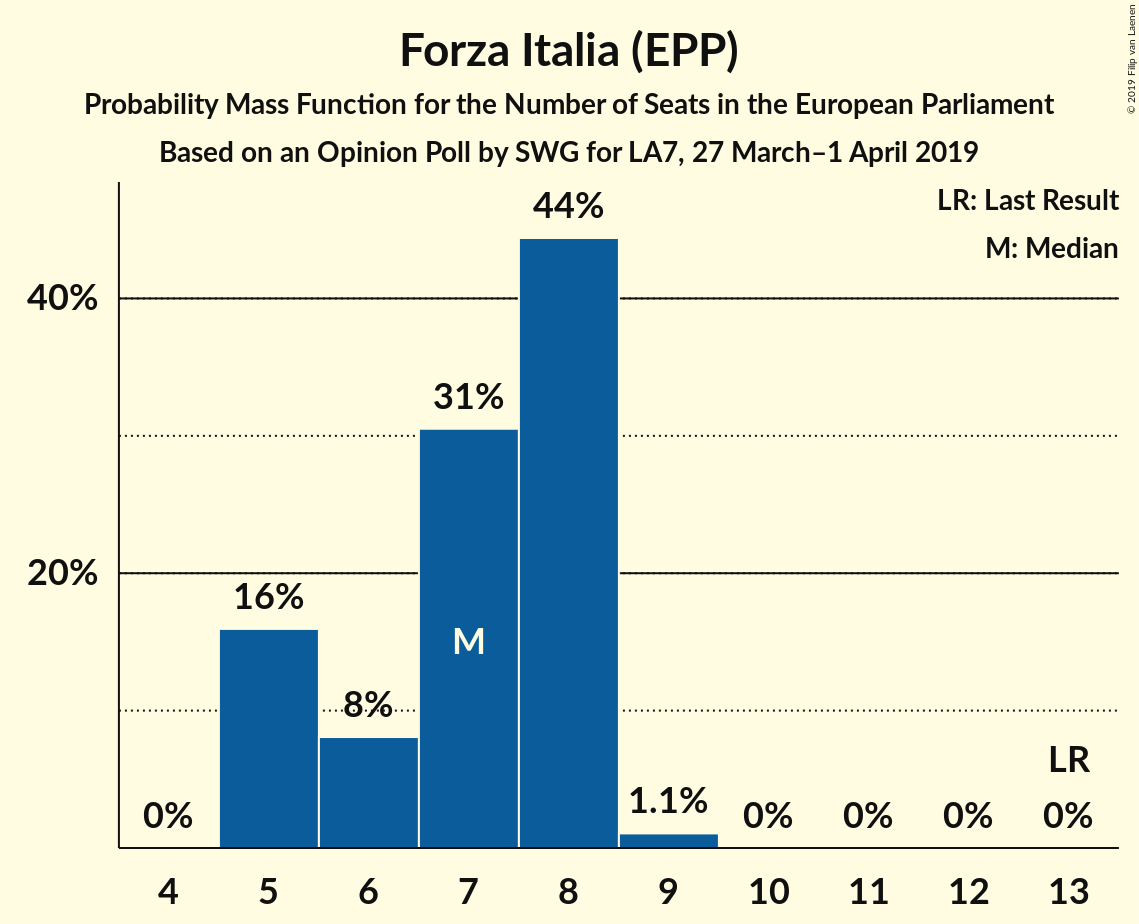 Forza Italia (EPP)
Probability Mass Function for the Number of Seats in the European Parliament
Based on an Opinion Poll by SWG for LA7, 27 March–1 April 2019
© 2019 Filip van Laenen
LR: Last Result
M: Median
44%
40%
31%
20%
16%
M
8%
LR
0%
1.1%
0%
0%
0%
0%
4
5
6
7
8
9
10
11
12
13